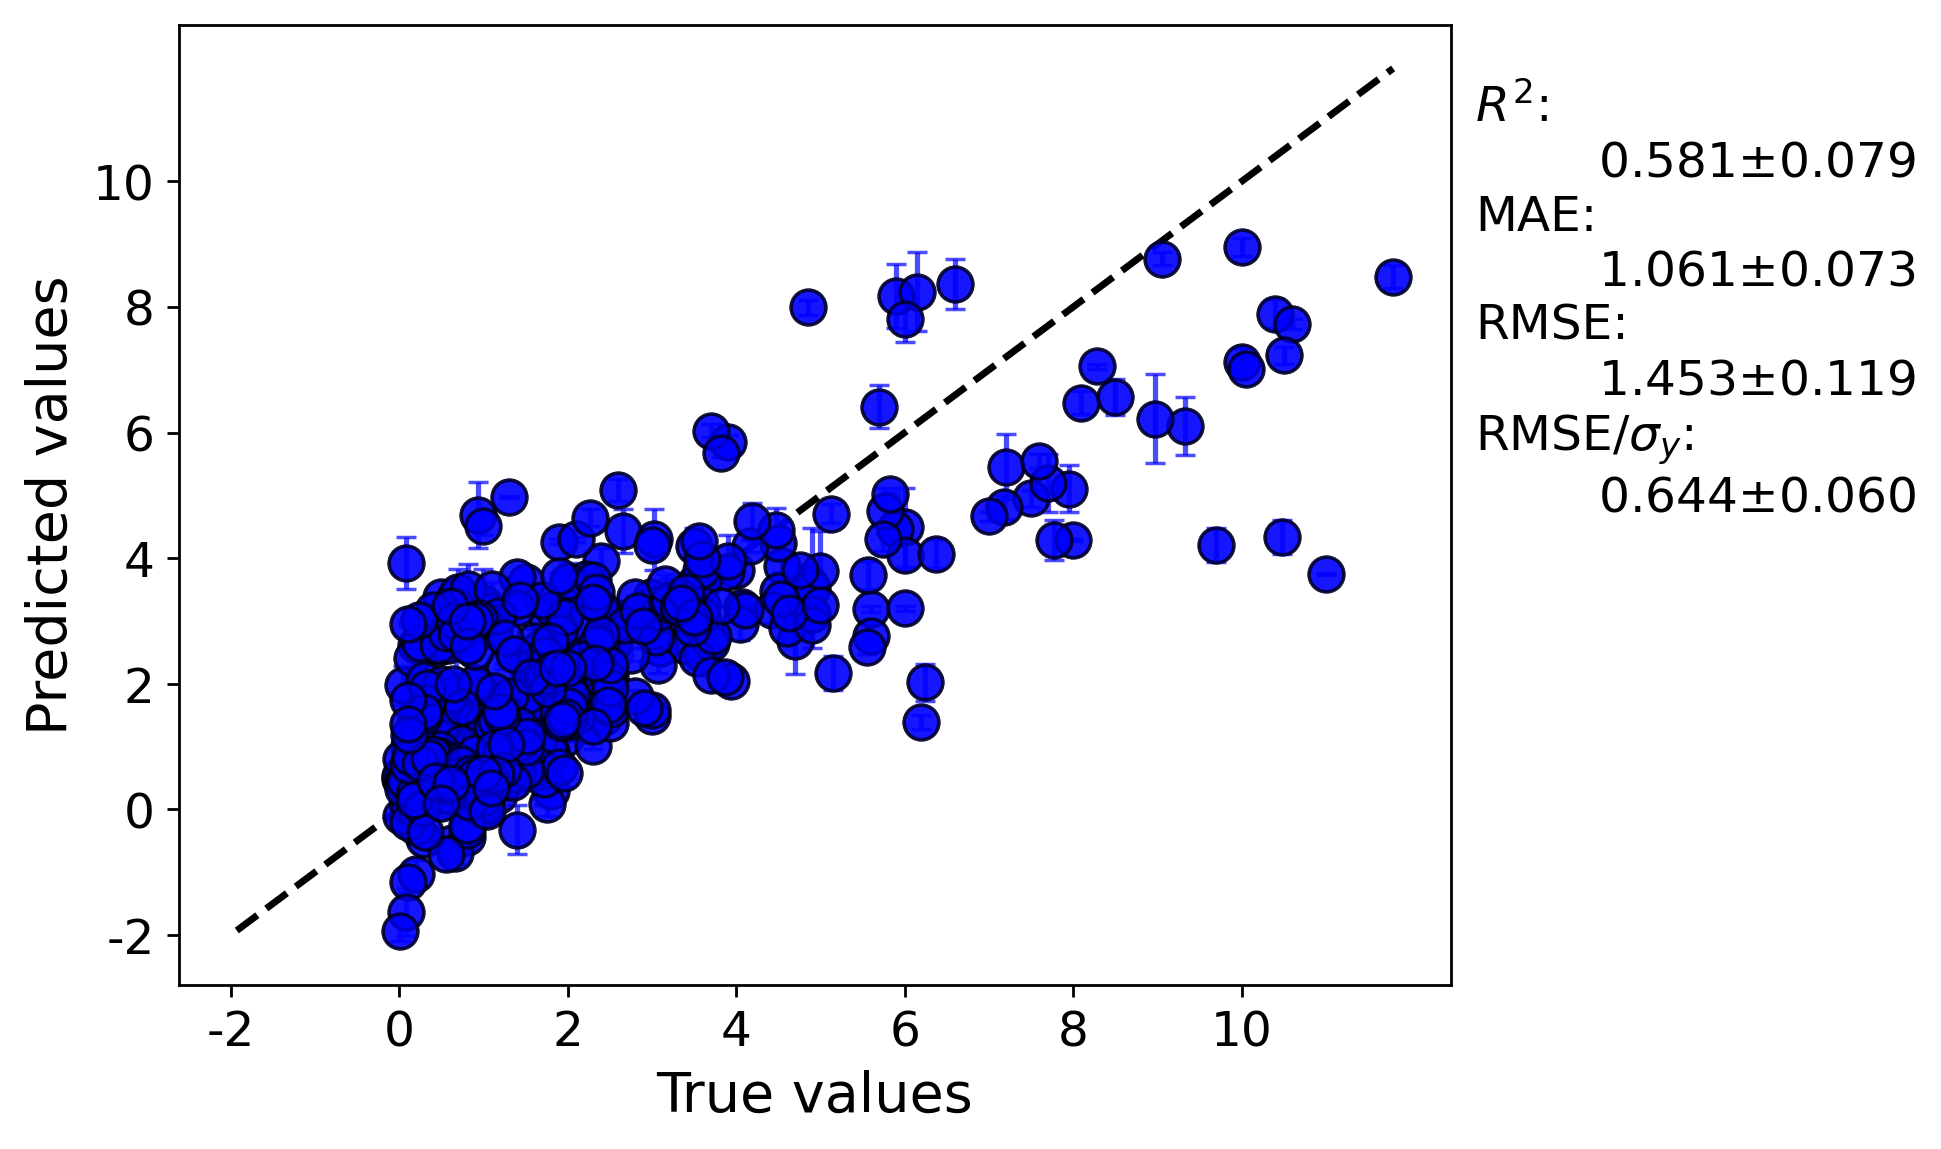 10
8
6
4
2
0
-2
-2 0 2 4 6 8 10
Predicted values
True values
R²:
0.581±0.079
MAE:
1.061±0.073
RMSE:
1.453±0.119
RMSE/σy:
0.644±0.060